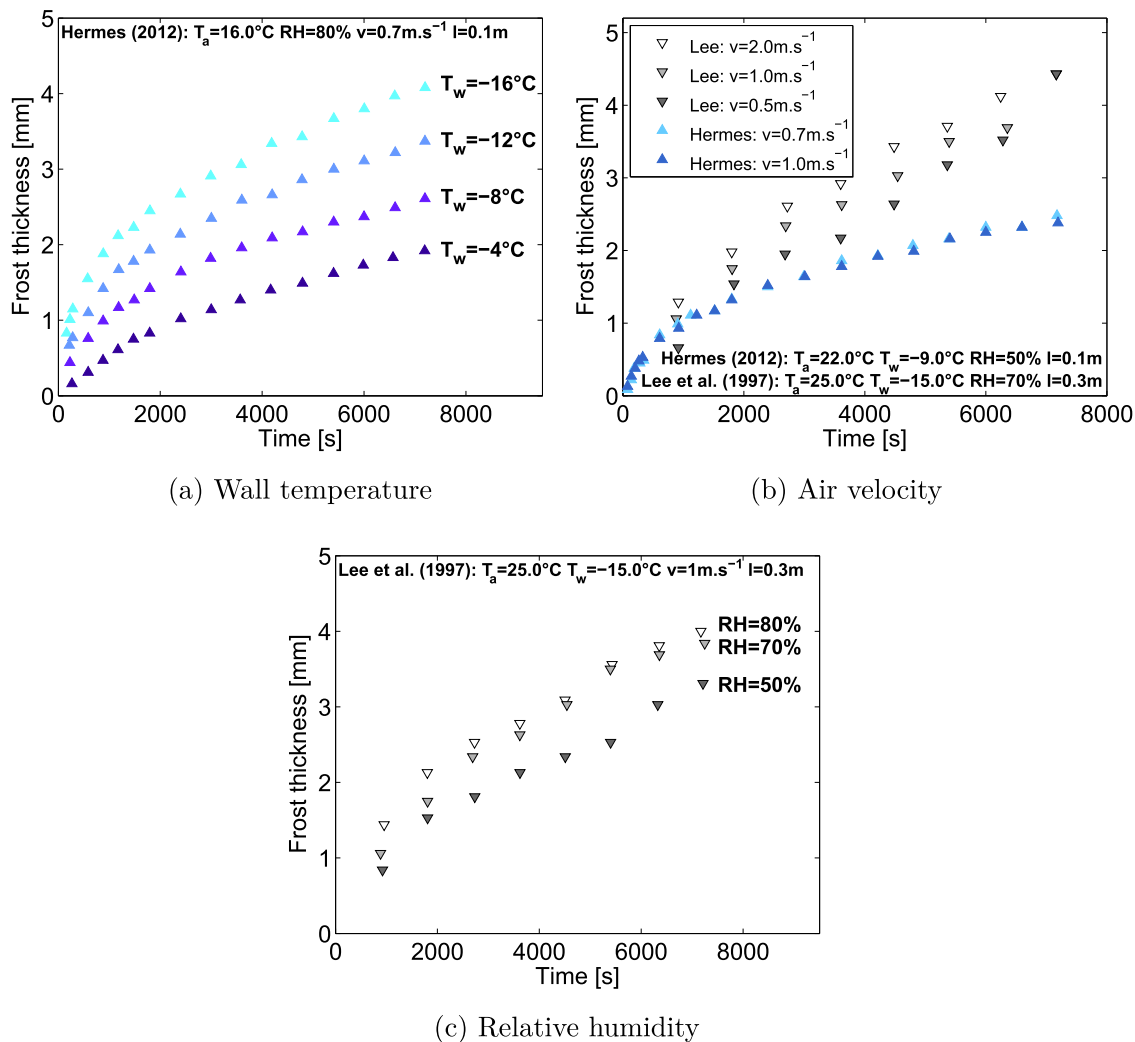 Hermes (2012): Tₐ=16.0°C RH=80% v=0.7m.s⁻¹ l=0.1m
T_w=−16°C
T_w=−12°C
T_w=−8°C
T_w=−4°C
5
4
3
2
1
0
0 2000 4000 6000 8000
Frost thickness [mm]
Time [s]
(a) Wall temperature
Lee: v=2.0m.s⁻¹
Lee: v=1.0m.s⁻¹
Lee: v=0.5m.s⁻¹
Hermes: v=0.7m.s⁻¹
Hermes: v=1.0m.s⁻¹
Hermes (2012): Tₐ=22.0°C T_w=−9.0°C RH=50% l=0.1m
Lee et al. (1997): Tₐ=25.0°C T_w=−15.0°C RH=70% l=0.3m
5
4
3
2
1
0
0 2000 4000 6000 8000
Frost thickness [mm]
Time [s]
(b) Air velocity
Lee et al. (1997): Tₐ=25.0°C T_w=−15.0°C v=1m.s⁻¹ l=0.3m
RH=80%
RH=70%
RH=50%
5
4
3
2
1
0
0 2000 4000 6000 8000
Frost thickness [mm]
Time [s]
(c) Relative humidity